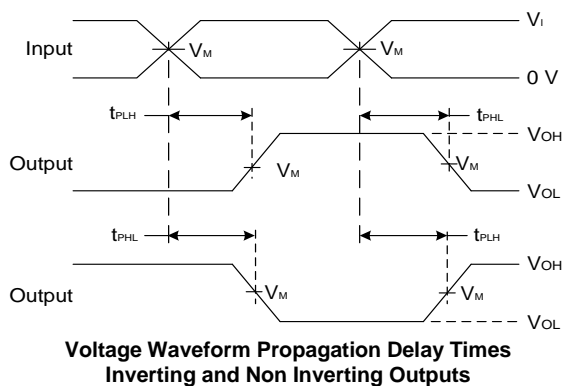 VI
Input
VM
VM
0 V
tPLH
tPHL
VOH
Output
VM
VM
VOL
tPHL
tPLH
VOH
Output
VM
VM
VOL
Voltage Waveform Propagation Delay Times
Inverting and Non Inverting Outputs